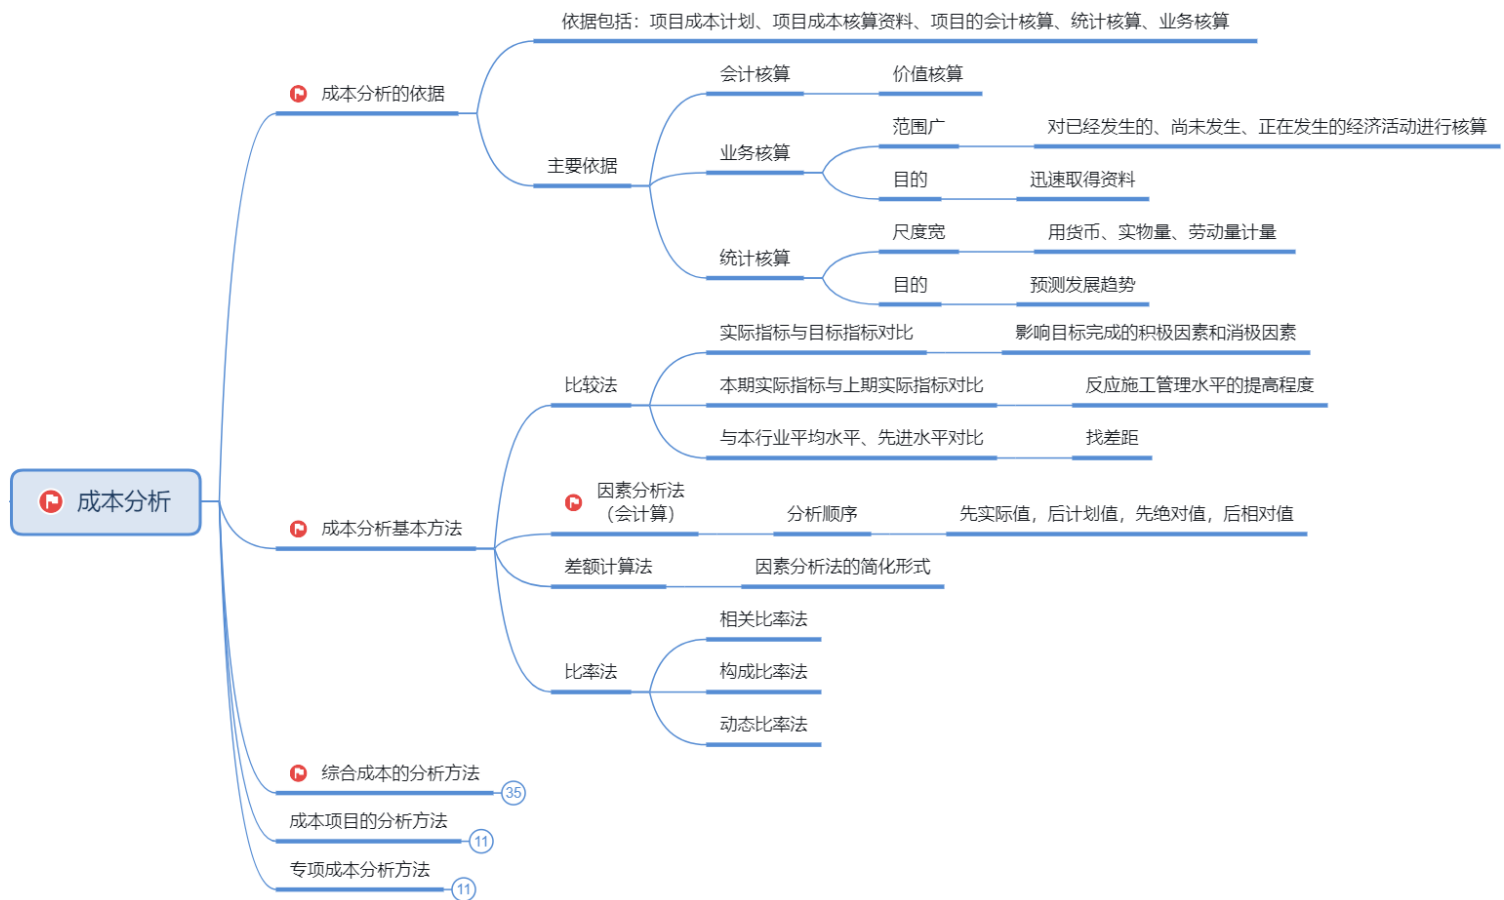 成本分析
成本分析的依据
依据包括：项目成本计划、项目成本核算资料、项目的会计核算、统计核算、业务核算
主要依据
会计核算
价值核算
业务核算
范围广
对已经发生的、尚未发生、正在发生的经济活动进行核算
目的
迅速取得资料
统计核算
尺度宽
用货币、实物量、劳动量计量
目的
预测发展趋势
成本分析基本方法
比较法
实际指标与目标指标对比
影响目标完成的积极因素和消极因素
本期实际指标与上期实际指标对比
反应施工管理水平的提高程度
与本行业平均水平、先进水平对比
找差距
因素分析法
（会计算）
分析顺序
先实际值，后计划值，先绝对值，后相对值
差额计算法
因素分析法的简化形式
比率法
相关比率法
构成比率法
动态比率法
综合成本的分析方法
35
成本项目的分析方法
11
专项成本分析方法
11